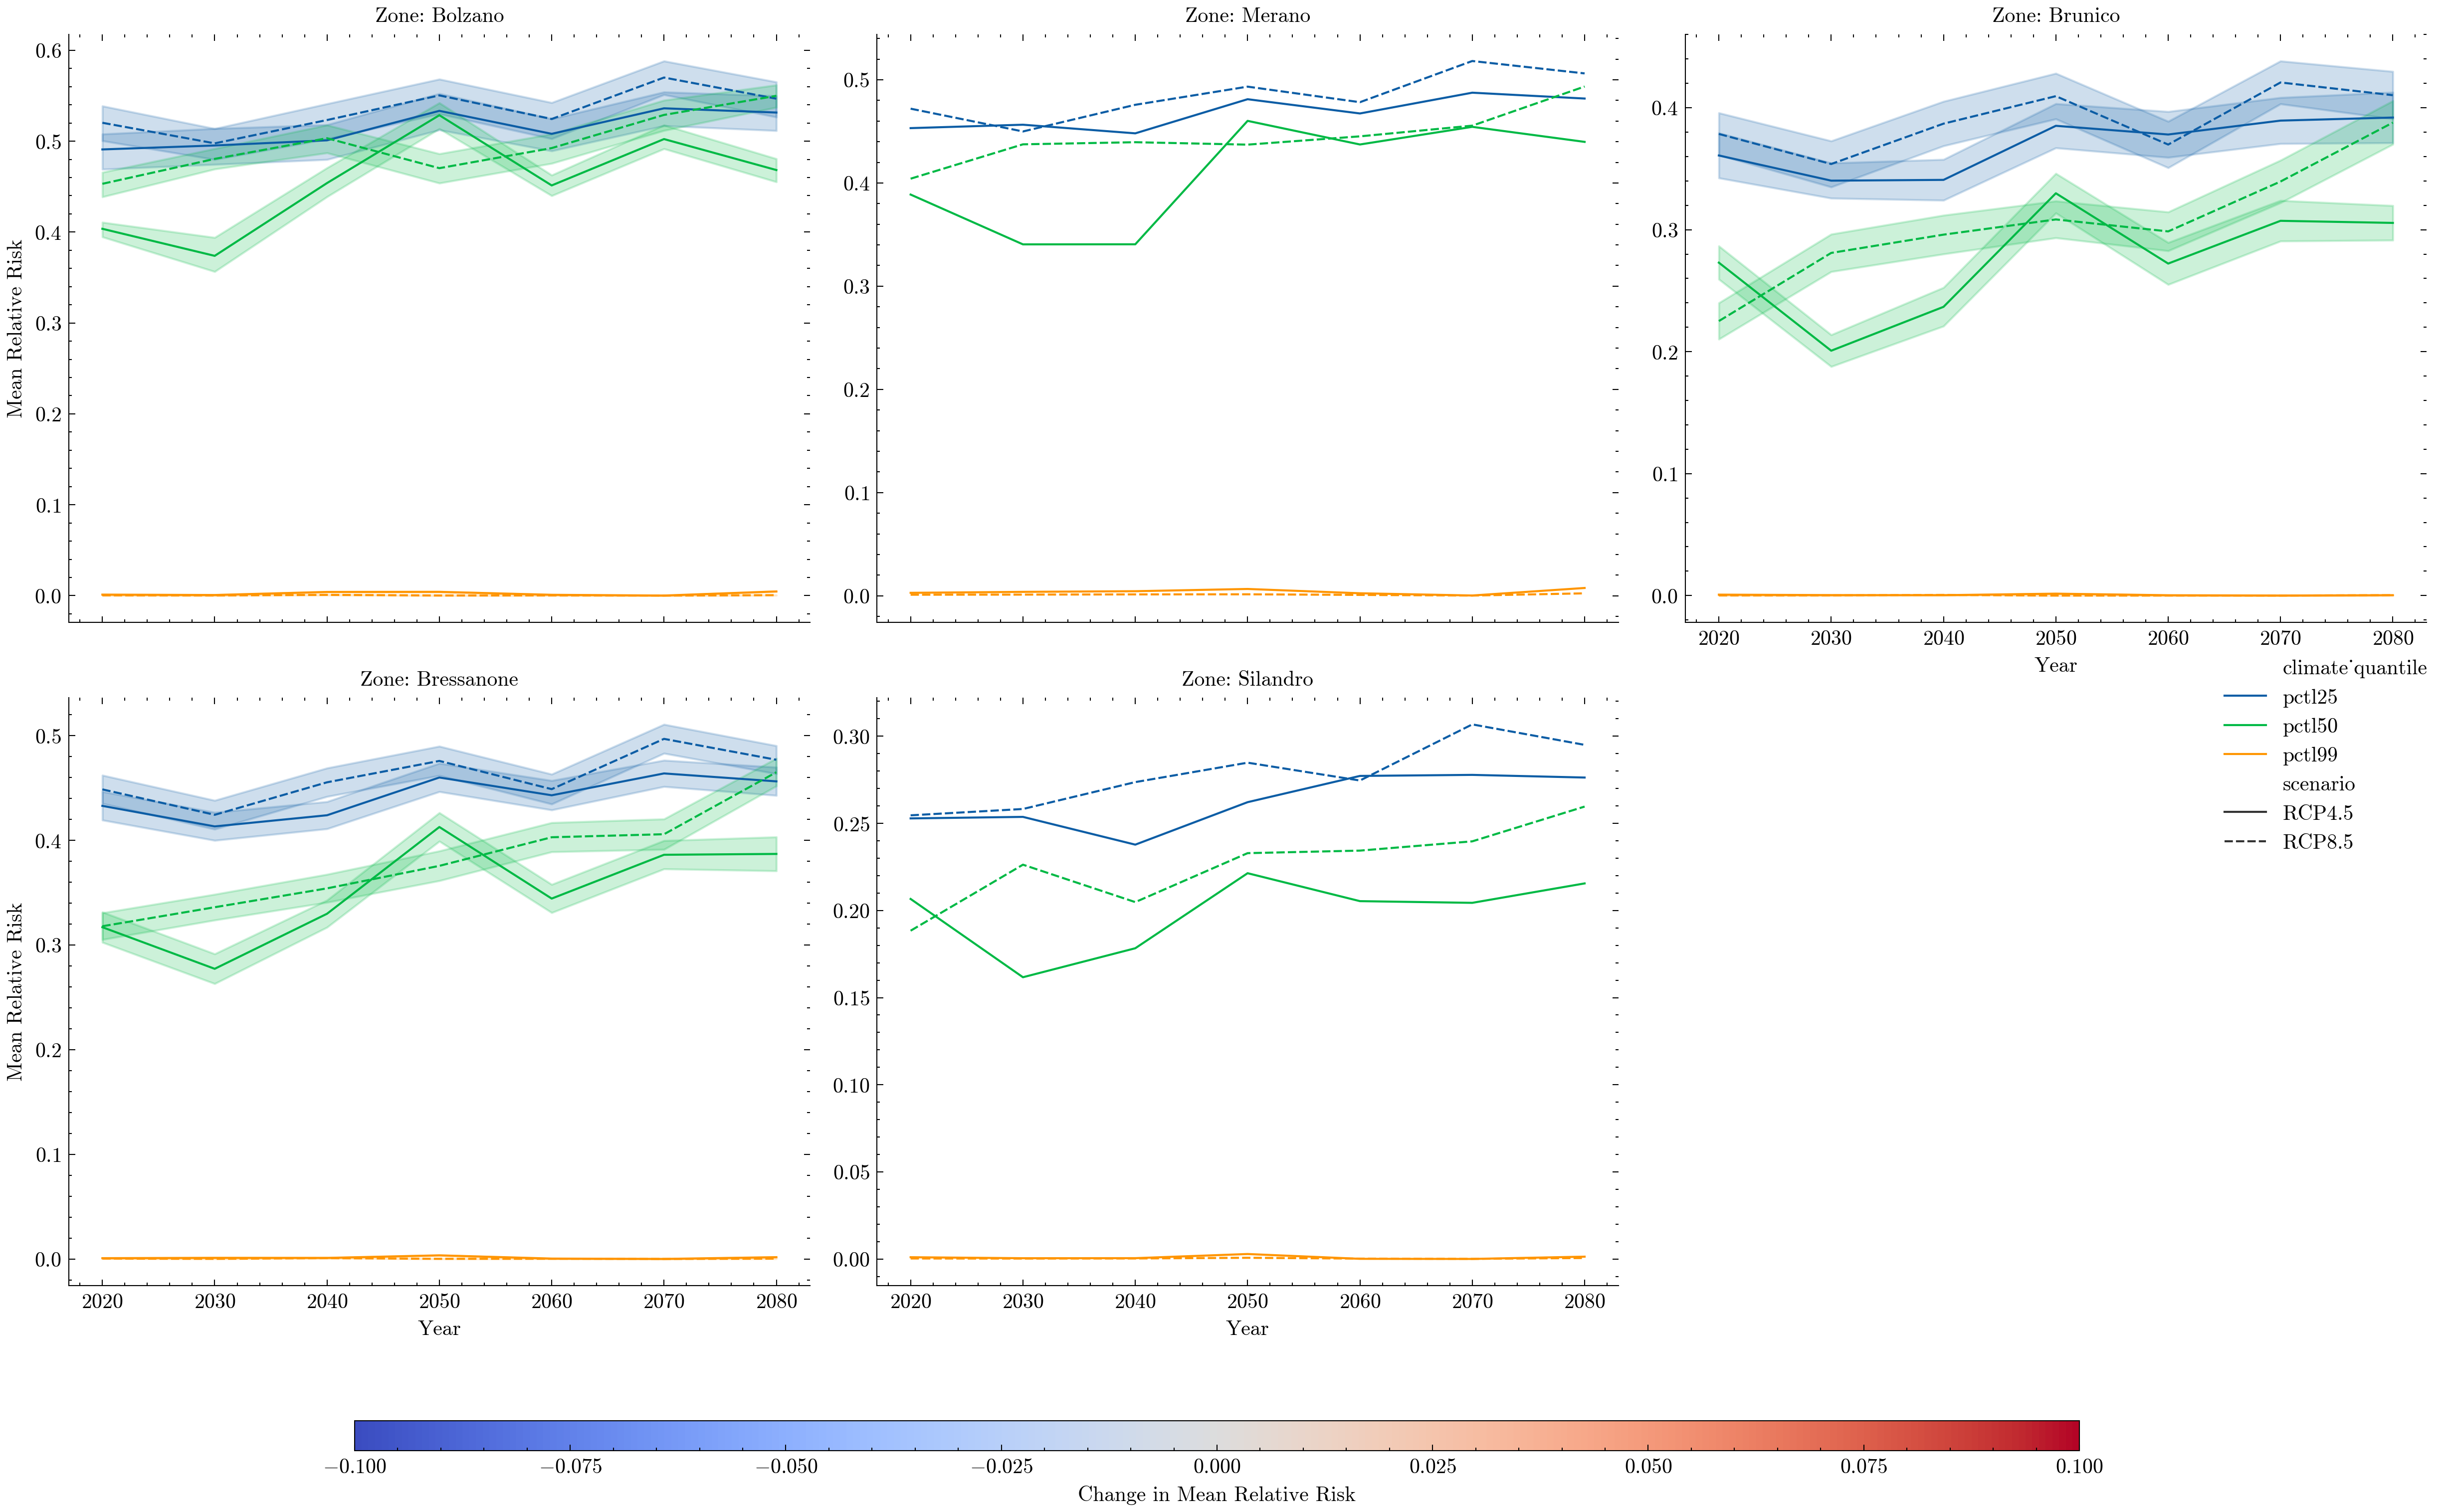 Zone: Bolzano
Mean Relative Risk
0.6
0.5
0.4
0.3
0.2
0.1
0.0
Zone: Merano
0.5
0.4
0.3
0.2
0.1
0.0
Zone: Brunico
0.4
0.3
0.2
0.1
0.0
2020 2030 2040 2050 2060 2070 2080
Year
climate˙quantile
pctl25
pctl50
pctl99
scenario
RCP4.5
RCP8.5
Zone: Bressanone
Mean Relative Risk
0.5
0.4
0.3
0.2
0.1
0.0
2020 2030 2040 2050 2060 2070 2080
Year
Zone: Silandro
0.30
0.25
0.20
0.15
0.10
0.05
0.00
2020 2030 2040 2050 2060 2070 2080
Year
−0.100 −0.075 −0.050 −0.025 0.000 0.025 0.050 0.075 0.100
Change in Mean Relative Risk